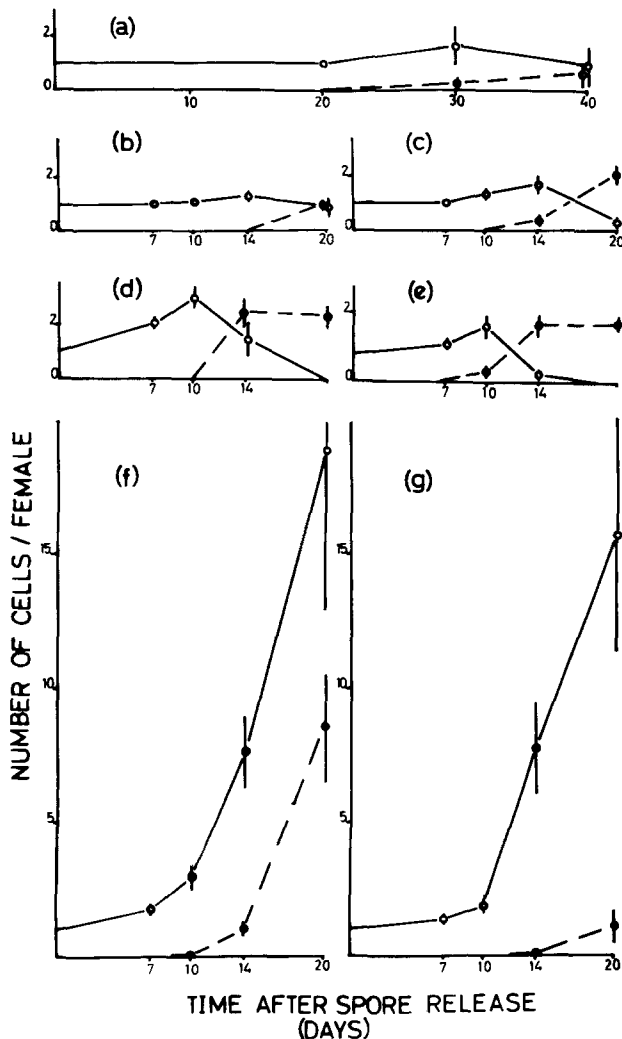 (a)
2
0
10 20 30 40
(b) (c)
2 2
0 0
7 10 14 20 7 10 14 20
(d) (e)
2 2
0 0
7 10 14 7 10 14
(f) (g)
15 15
10 10
5 5
7 10 14 20 7 10 14 20
NUMBER OF CELLS / FEMALE
TIME AFTER SPORE RELEASE
(DAYS)